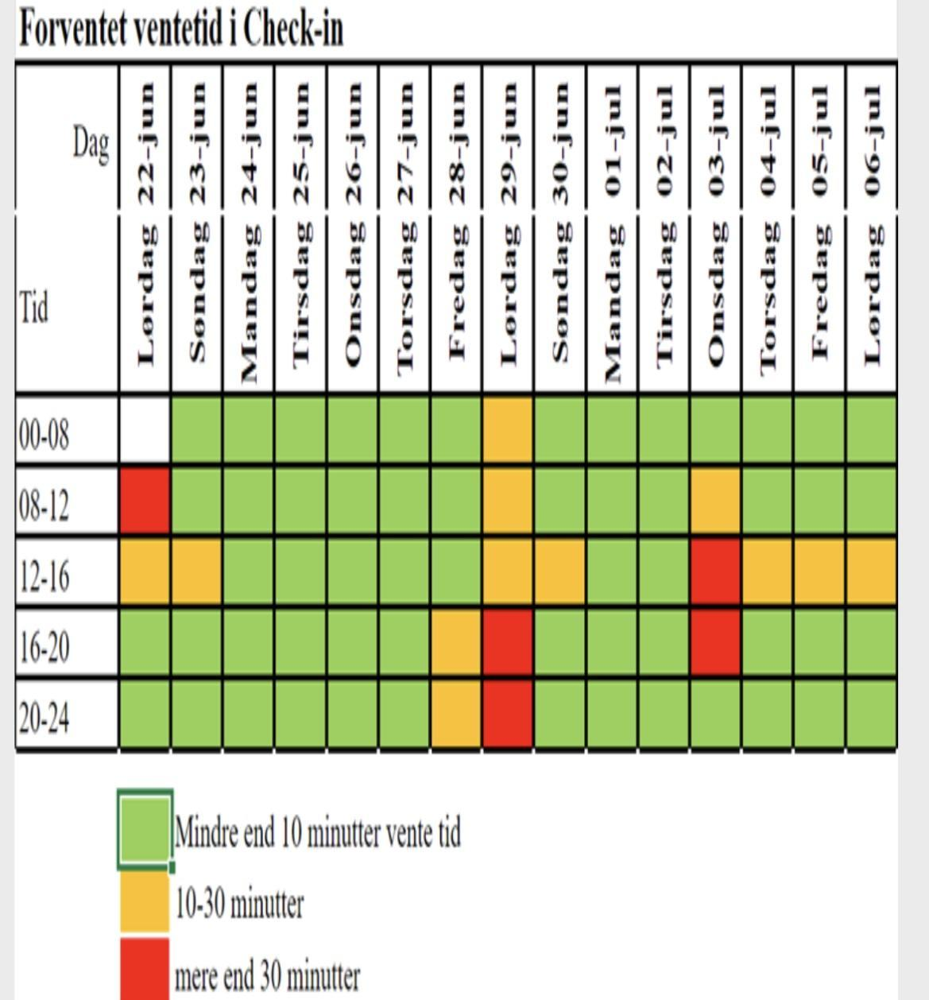 Forventet ventetid i Check-in
Dag
Tid
Lørdag 22-jun
Søndag 23-jun
Mandag 24-jun
Tirsdag 25-jun
Onsdag 26-jun
Torsdag 27-jun
Fredag 28-jun
Lørdag 29-jun
Søndag 30-jun
Mandag 01-jul
Tirsdag 02-jul
Onsdag 03-jul
Torsdag 04-jul
Fredag 05-jul
Lørdag 06-jul
00-08
08-12
12-16
16-20
20-24
Mindre end 10 minutter vente tid
10-30 minutter
mere end 30 minutter